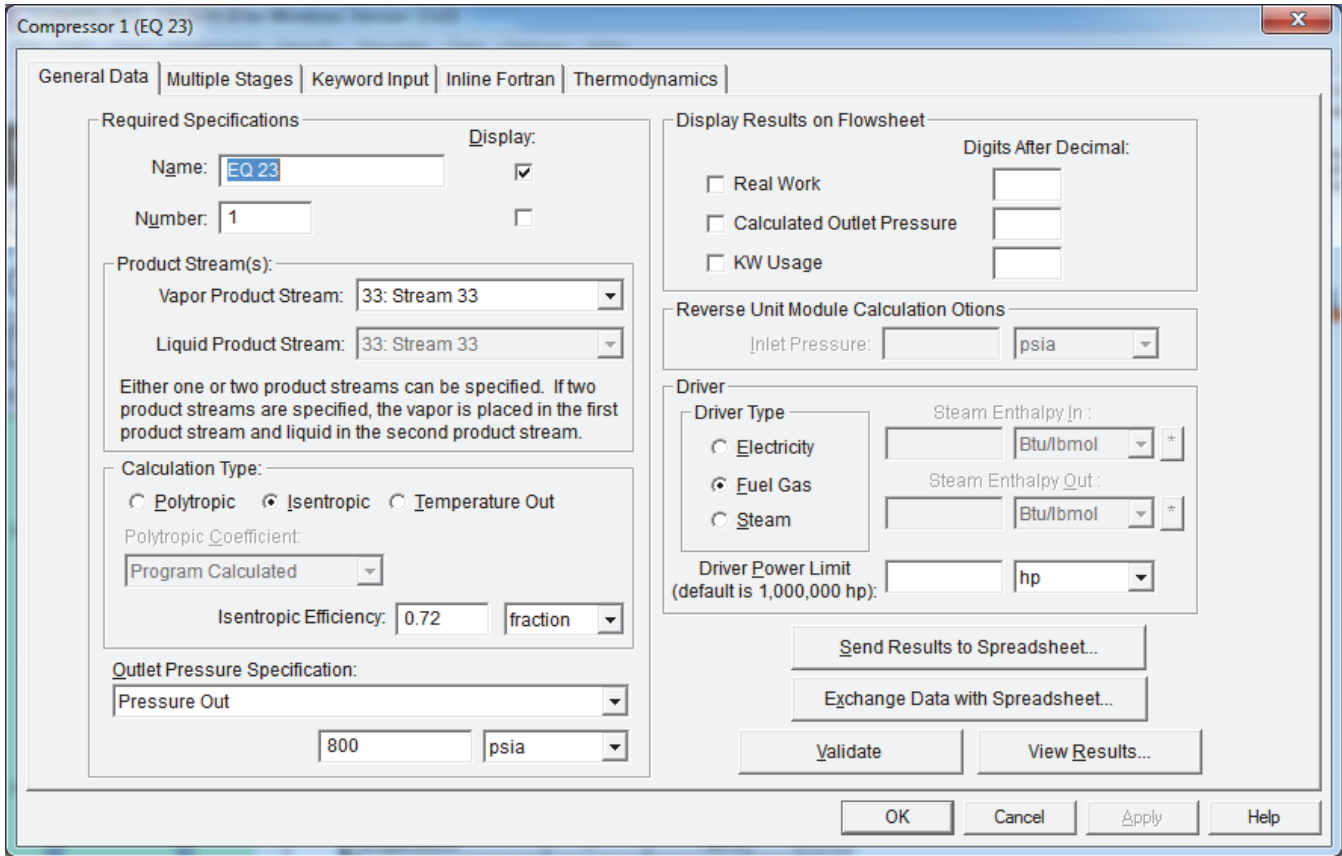 Compressor 1 (EQ 23)
General Data
Multiple Stages
Keyword Input
Inline Fortran
Thermodynamics
Required Specifications
Display:
Name: EQ 23
Number: 1
Product Stream(s):
Vapor Product Stream: 33: Stream 33
Liquid Product Stream: 33: Stream 33
Either one or two product streams can be specified. If two
product streams are specified, the vapor is placed in the first
product stream and liquid in the second product stream.
Calculation Type:
Polytropic Isentropic Temperature Out
Polytropic Coefficient:
Program Calculated
Isentropic Efficiency: 0.72 fraction
Outlet Pressure Specification:
Pressure Out
800 psia
Display Results on Flowsheet
Digits After Decimal:
Real Work
Calculated Outlet Pressure
KW Usage
Reverse Unit Module Calculation Otions
Inlet Pressure: psia
Driver
Driver Type
Electricity
Fuel Gas
Steam
Steam Enthalpy In :
Btu/lbmol *
Steam Enthalpy Out :
Btu/lbmol *
Driver Power Limit
(default is 1,000,000 hp): hp
Send Results to Spreadsheet...
Exchange Data with Spreadsheet...
Validate
View Results...
OK
Cancel
Apply
Help